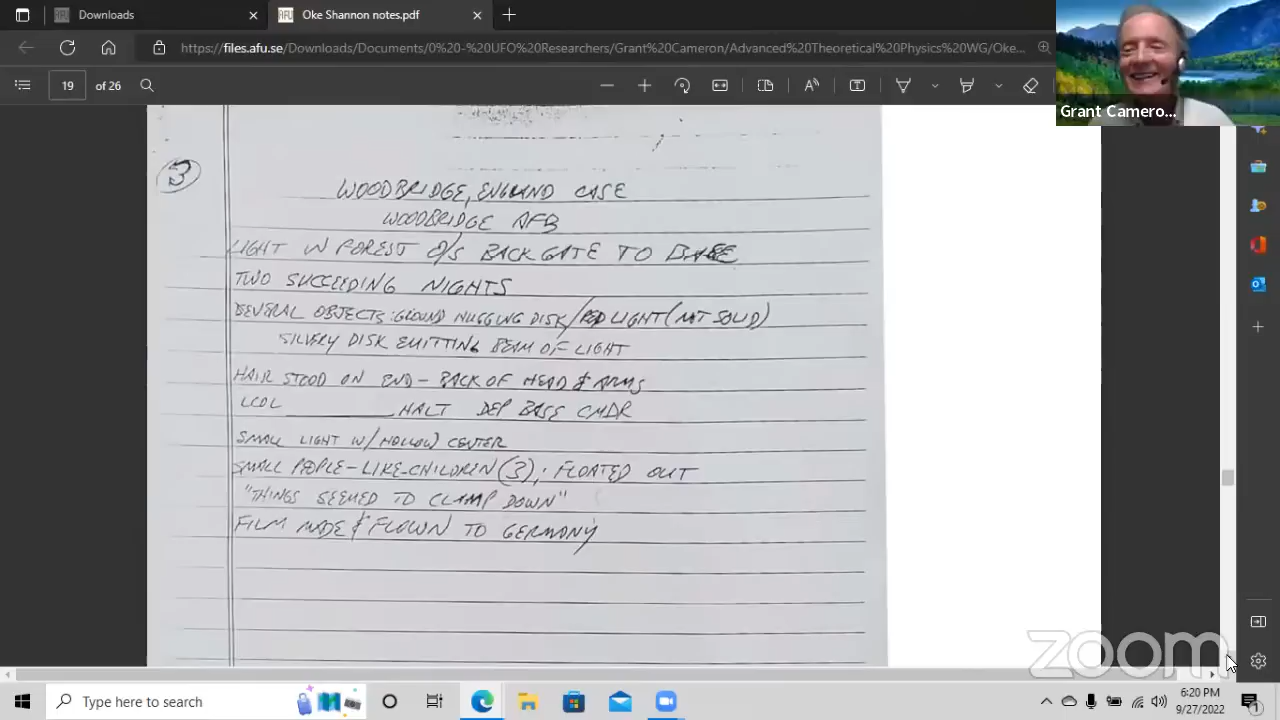 Downloads
Oke Shannon notes.pdf
https://files.afu.se/Downloads/Documents/0%20-%20UFO%20Researchers/Grant%20Cameron/Advanced%20Theoretical%20Physics%20WG/Oke...
19 of 26
Grant Camero...
3
WOODBRIDGE, ENGLAND CASE
WOODBRIDGE AFB
LIGHT IN FOREST O/S BACK GATE TO BASE
TWO SUCCEEDING NIGHTS
SEVERAL OBJECTS: GROUND HUGGING DISK/RED LIGHT (NOT SOLID)
SILVERY DISK EMITTING BEAM OF LIGHT
HAIR STOOD ON END - BACK OF HEAD & ARMS
LCOL ________ HALT DEP BASE CMDR
SMALL LIGHT W/ HOLLOW CENTER
SMALL PEOPLE-LIKE-CHILDREN (3); FLOATED OUT
"THINGS SEEMED TO CLAMP DOWN"
FILM MADE & FLOWN TO GERMANY
zoom
Type here to search
6:20 PM
9/27/2022